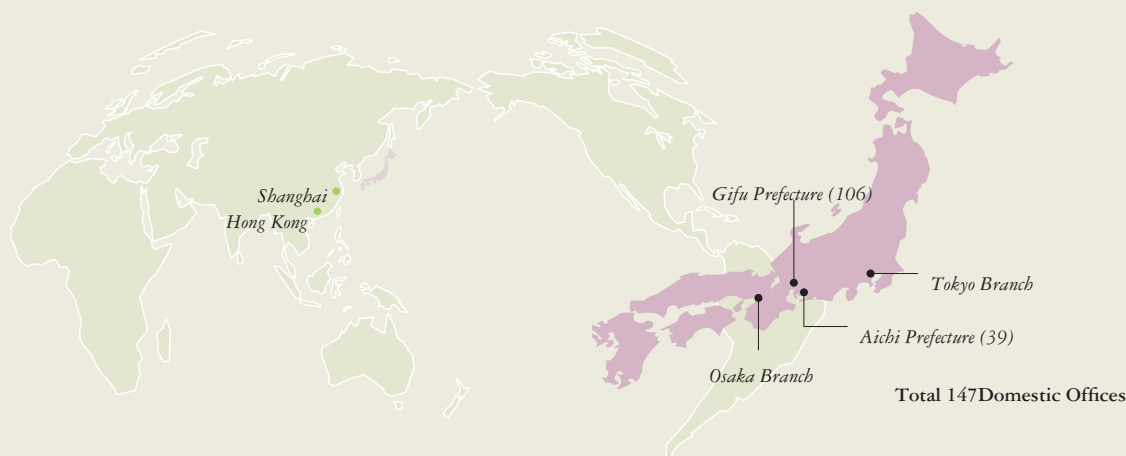 Shanghai
Hong Kong
Gifu Prefecture (106)
Tokyo Branch
Aichi Prefecture (39)
Osaka Branch
Total 147Domestic Offices